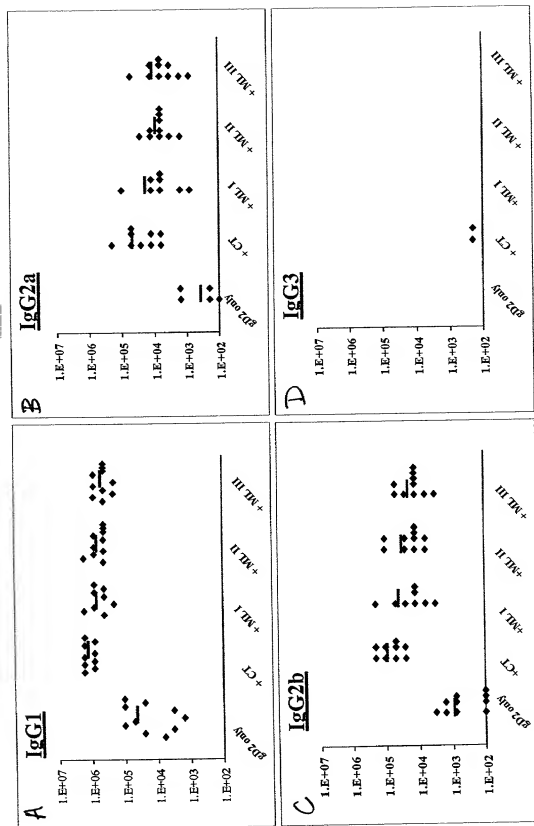 A
IgG1
1.E+07
1.E+06
1.E+05
1.E+04
1.E+03
1.E+02
gD2 only
+ CT
+ ML I
+ ML II
+ ML III
B
IgG2a
1.E+07
1.E+06
1.E+05
1.E+04
1.E+03
1.E+02
gD2 only
+ CT
+ ML I
+ ML II
+ ML III
C
IgG2b
1.E+07
1.E+06
1.E+05
1.E+04
1.E+03
1.E+02
gD2 only
+CT
+ ML I
+ ML II
+ ML III
D
IgG3
1.E+07
1.E+06
1.E+05
1.E+04
1.E+03
1.E+02
gD2 only
+ CT
+ ML I
+ ML II
+ ML III